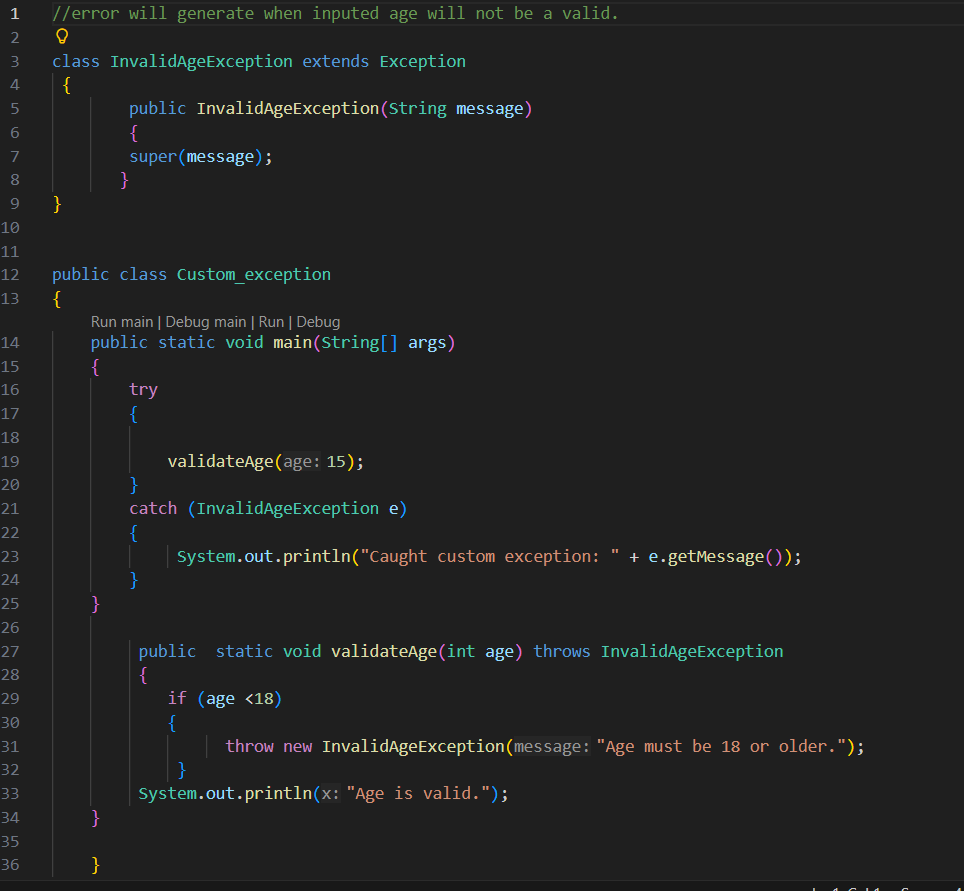 1 //error will generate when inputed age will not be a valid.
2
3 class InvalidAgeException extends Exception
4 {
5 public InvalidAgeException(String message)
6 {
7 super(message);
8 }
9 }
10
11
12 public class Custom_exception
13 {
Run main | Debug main | Run | Debug
14 public static void main(String[] args)
15 {
16 try
17 {
18
19 validateAge(age: 15);
20 }
21 catch (InvalidAgeException e)
22 {
23 System.out.println("Caught custom exception: " + e.getMessage());
24 }
25 }
26
27 public  static void validateAge(int age) throws InvalidAgeException
28 {
29 if (age <18)
30 {
31 throw new InvalidAgeException(message: "Age must be 18 or older.");
32 }
33 System.out.println(x: "Age is valid.");
34 }
35
36 }